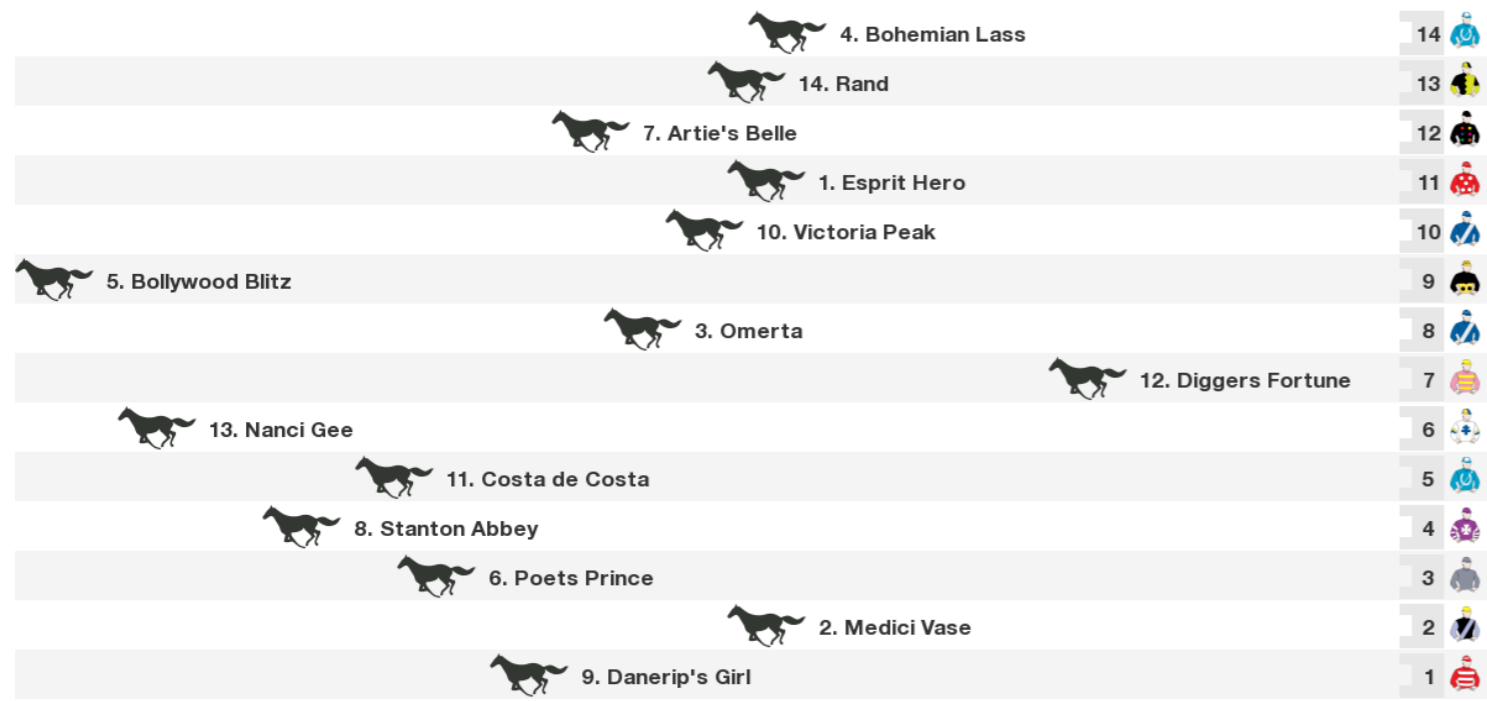 4. Bohemian Lass 14
14. Rand 13
7. Artie's Belle 12
1. Esprit Hero 11
10. Victoria Peak 10
5. Bollywood Blitz 9
3. Omerta 8
12. Diggers Fortune 7
13. Nanci Gee 6
11. Costa de Costa 5
8. Stanton Abbey 4
6. Poets Prince 3
2. Medici Vase 2
9. Danerip's Girl 1